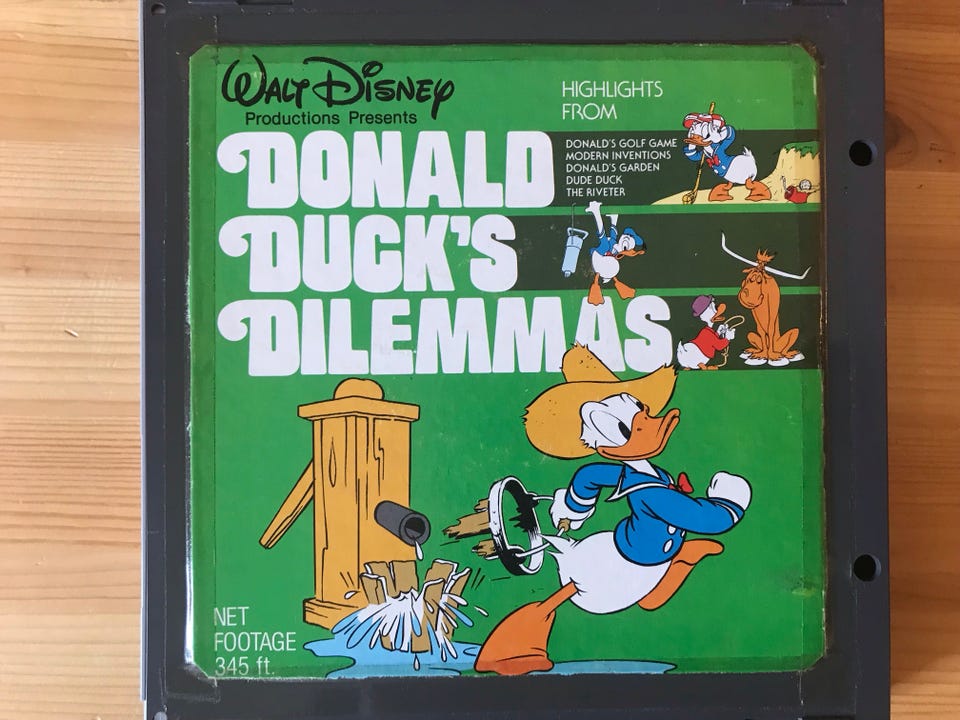 WALT DISNEY
Productions Presents
DONALD
DUCK'S
DILEMMAS
HIGHLIGHTS
FROM
DONALD'S GOLF GAME
MODERN INVENTIONS
DONALD'S GARDEN
DUDE DUCK
THE RIVETER
NET
FOOTAGE
345 ft.